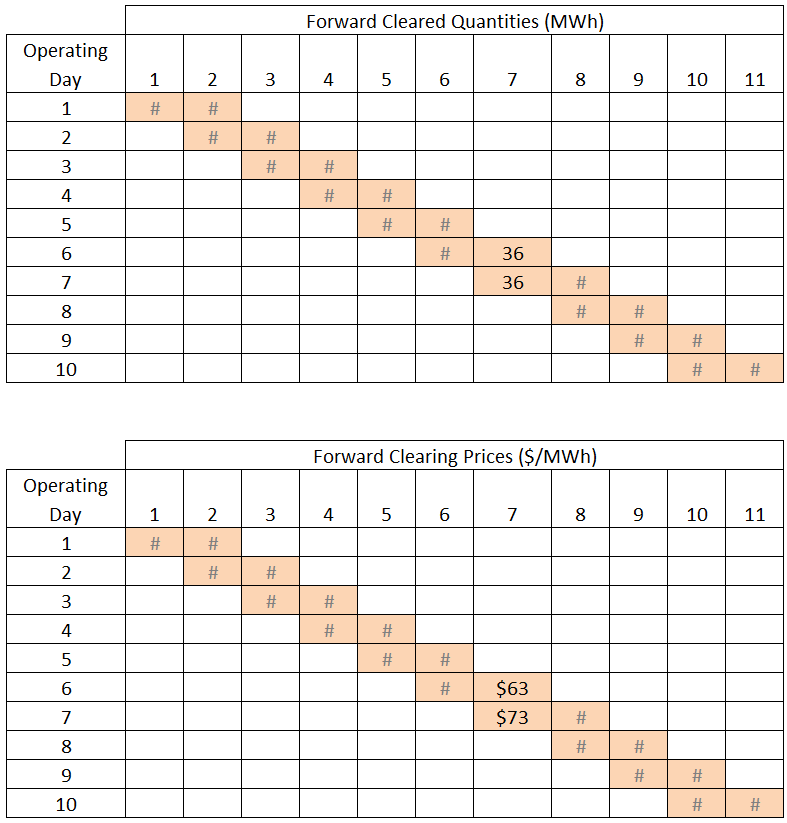 Forward Cleared Quantities (MWh)
Operating
Day 1 2 3 4 5 6 7 8 9 10 11
1 # #
2 # #
3 # #
4 # #
5 # #
6 # 36
7 36 #
8 # #
9 # #
10 # #
Forward Clearing Prices ($/MWh)
Operating
Day 1 2 3 4 5 6 7 8 9 10 11
1 # #
2 # #
3 # #
4 # #
5 # #
6 # $63
7 $73 #
8 # #
9 # #
10 # #